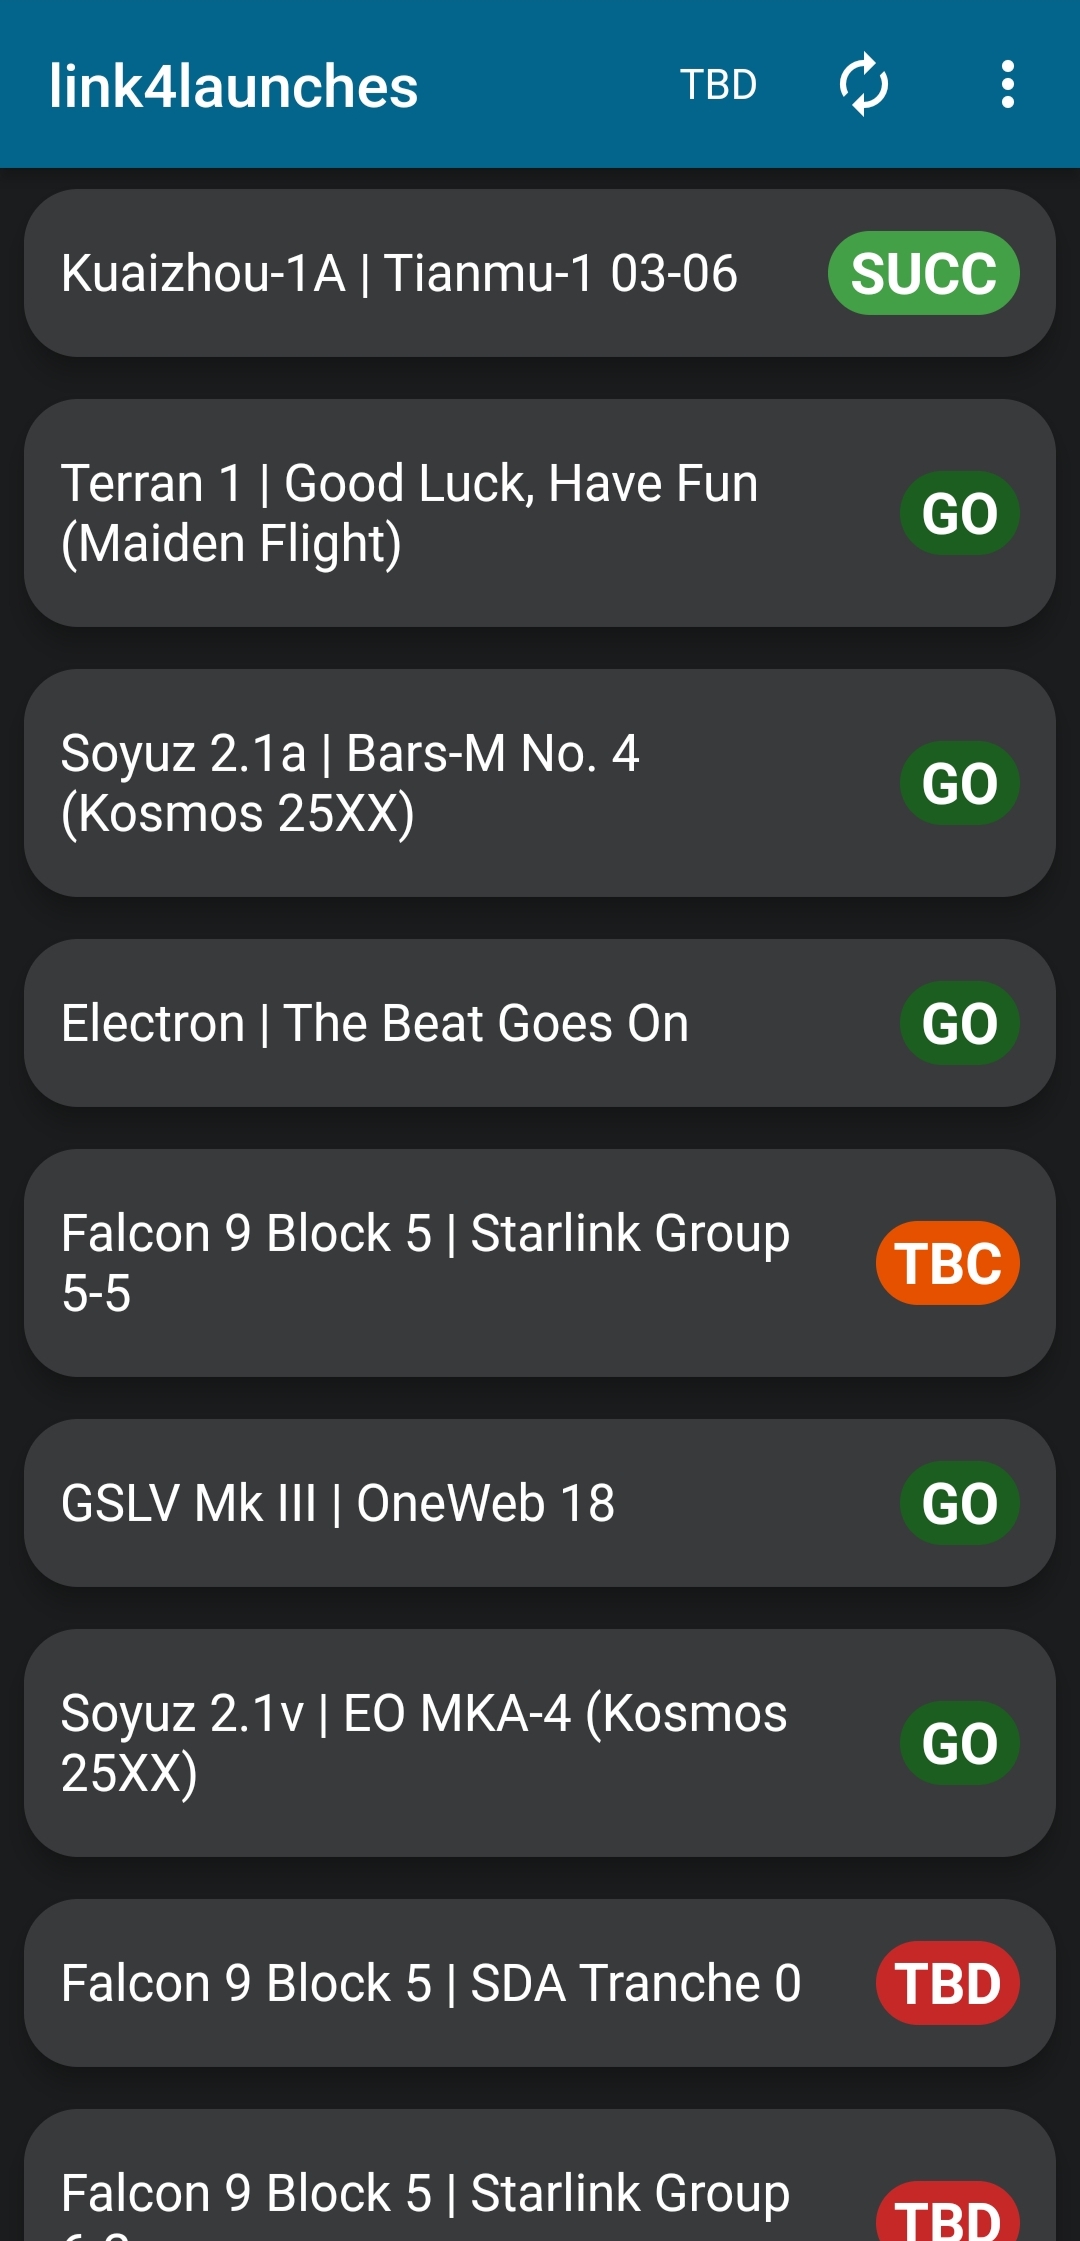 link4launches TBD
Kuaizhou-1A | Tianmu-1 03-06 SUCC
Terran 1 | Good Luck, Have Fun
(Maiden Flight)
GO
Soyuz 2.1a | Bars-M No. 4
(Kosmos 25XX)
GO
Electron | The Beat Goes On GO
Falcon 9 Block 5 | Starlink Group
5-5
TBC
GSLV Mk III | OneWeb 18 GO
Soyuz 2.1v | EO MKA-4 (Kosmos
25XX)
GO
Falcon 9 Block 5 | SDA Tranche 0 TBD
Falcon 9 Block 5 | Starlink Group
TBD